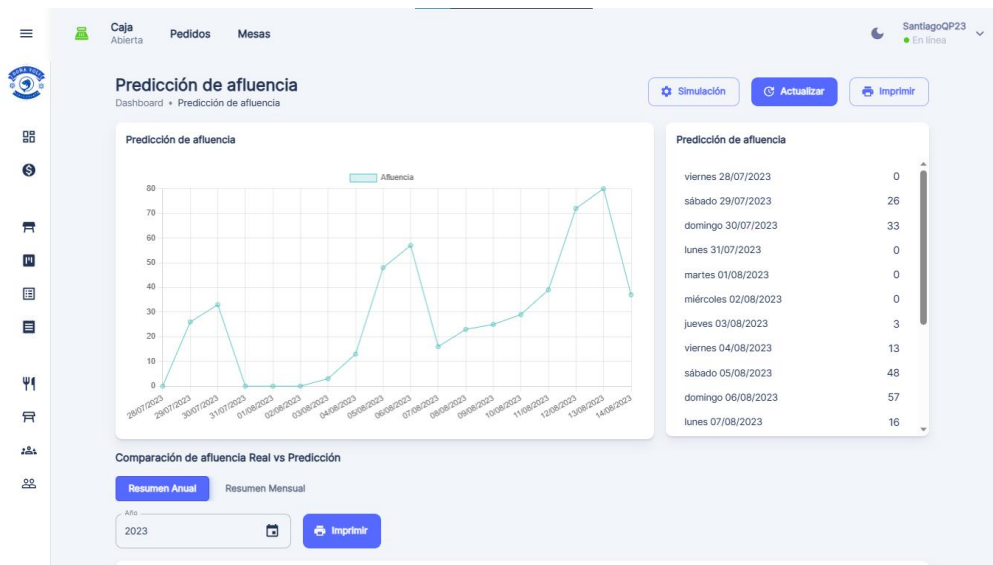 Caja
Abierta
Pedidos
Mesas
SantiagoQP23
En línea
Predicción de afluencia
Dashboard • Predicción de afluencia
Simulación
Actualizar
Imprimir
Predicción de afluencia
Afluencia
80
70
60
50
40
30
20
10
0
28/07/2023
29/07/2023
30/07/2023
31/07/2023
01/08/2023
02/08/2023
03/08/2023
04/08/2023
05/08/2023
06/08/2023
07/08/2023
08/08/2023
09/08/2023
10/08/2023
11/08/2023
12/08/2023
13/08/2023
14/08/2023
Predicción de afluencia
viernes 28/07/2023 0
sábado 29/07/2023 26
domingo 30/07/2023 33
lunes 31/07/2023 0
martes 01/08/2023 0
miércoles 02/08/2023 0
jueves 03/08/2023 3
viernes 04/08/2023 13
sábado 05/08/2023 48
domingo 06/08/2023 57
lunes 07/08/2023 16
Comparación de afluencia Real vs Predicción
Resumen Anual
Resumen Mensual
Año
2023
Imprimir